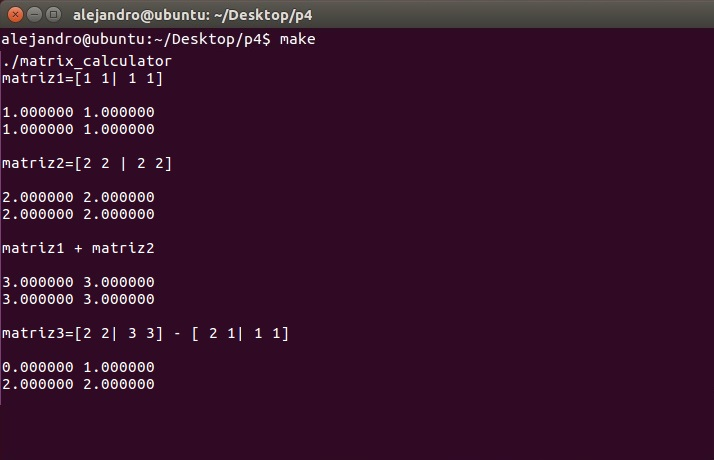 alejandro@ubuntu: ~/Desktop/p4
alejandro@ubuntu:~/Desktop/p4$ make
./matrix_calculator
matriz1=[1 1| 1 1]
1.000000 1.000000
1.000000 1.000000
matriz2=[2 2 | 2 2]
2.000000 2.000000
2.000000 2.000000
matriz1 + matriz2
3.000000 3.000000
3.000000 3.000000
matriz3=[2 2| 3 3] - [ 2 1| 1 1]
0.000000 1.000000
2.000000 2.000000